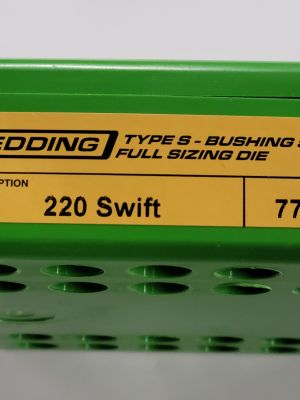 EDDING TYPE S - BUSHING
FULL SIZING DIE
PTION
220 Swift 77